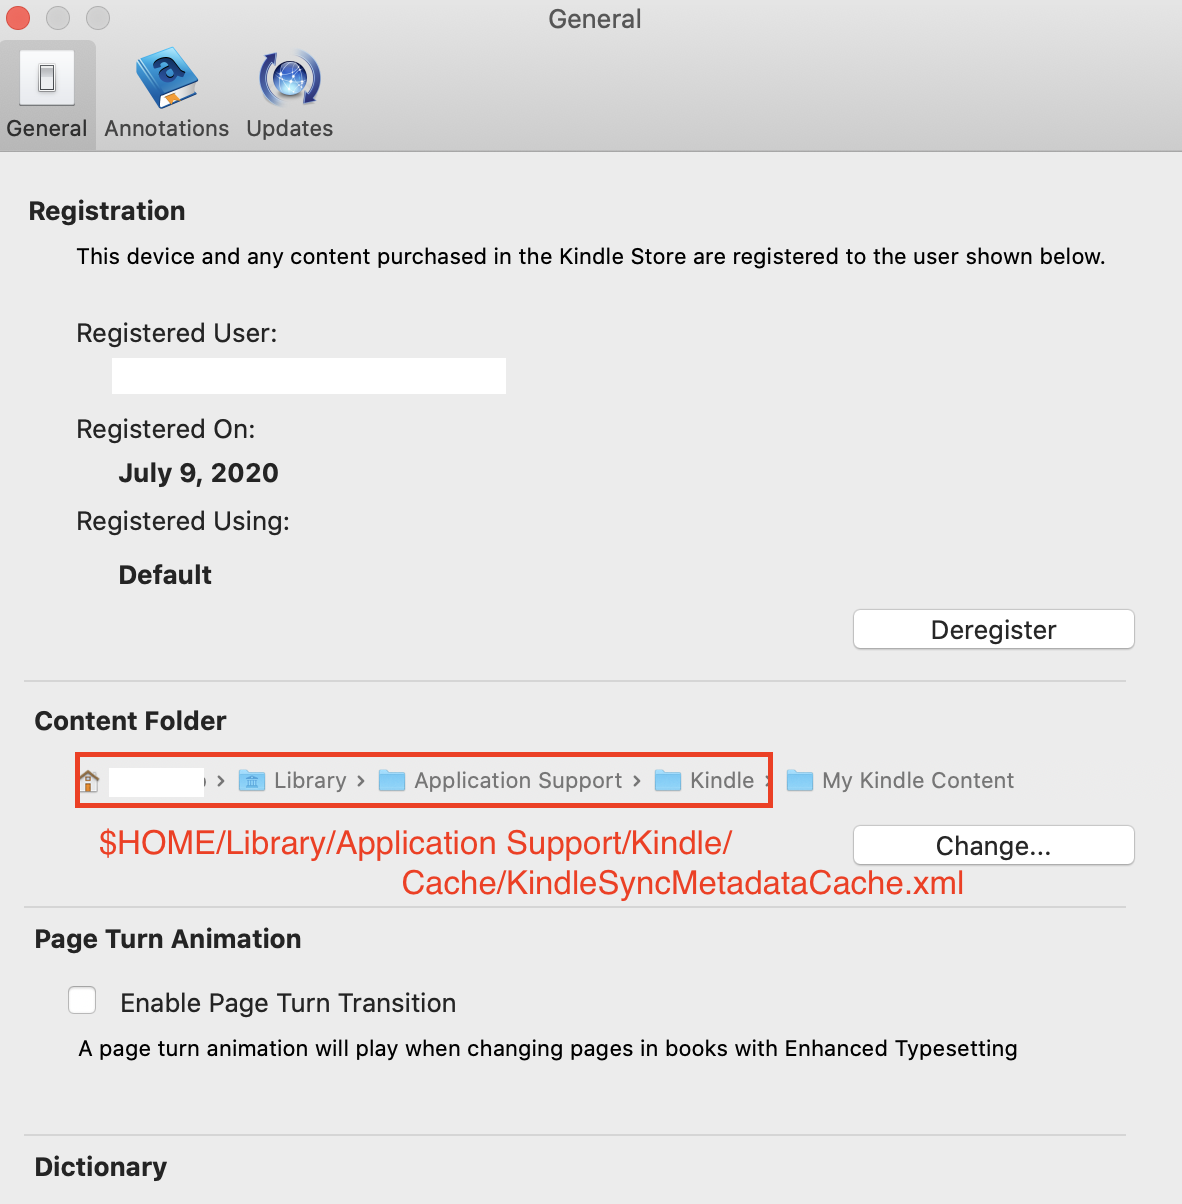 General
General Annotations Updates
Registration
This device and any content purchased in the Kindle Store are registered to the user shown below.
Registered User:
Registered On:
July 9, 2020
Registered Using:
Default
Deregister
Content Folder
› Library › Application Support › Kindle › My Kindle Content
$HOME/Library/Application Support/Kindle/
Change...
Cache/KindleSyncMetadataCache.xml
Page Turn Animation
Enable Page Turn Transition
A page turn animation will play when changing pages in books with Enhanced Typesetting
Dictionary